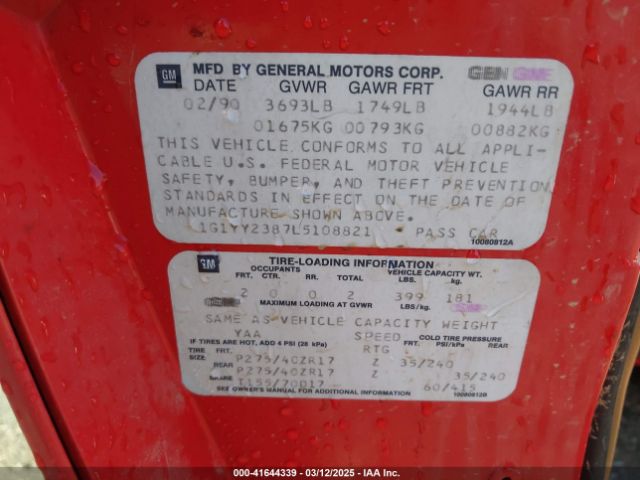 GM
MFD BY GENERAL MOTORS CORP. GEN GME
DATE GVWR GAWR FRT GAWR RR
02/90 3693LB 1749LB 1944LB
01675KG 00793KG 00882KG
THIS VEHICLE CONFORMS TO ALL APPLI-
CABLE U.S. FEDERAL MOTOR VEHICLE
SAFETY, BUMPER, AND THEFT PREVENTION
STANDARDS IN EFFECT ON THE DATE OF
MANUFACTURE SHOWN ABOVE.
1G1YY2387L5108821 PASS CAR
10080812A
GM
TIRE-LOADING INFORMATION
OCCUPANTS VEHICLE CAPACITY WT.
FRT. CTR. RR. TOTAL LBS. kg.
2 0 0 2 399 181
MAXIMUM LOADING AT GVWR LBS/kg.
SAME AS VEHICLE CAPACITY WEIGHT
YAA SPEED COLD TIRE PRESSURE
IF TIRES ARE HOT, ADD 4 PSI (28 kPa) RTG FRT. PSI/kPa REAR
TIRE SIZE FRT. P275/40ZR17 Z 35/240
REAR P275/40ZR17 Z 35/240
SPARE T155/70D17 60/415
SEE OWNER'S MANUAL FOR ADDITIONAL INFORMATION 10080812B
000-41644339 - 03/12/2025 - IAA Inc.